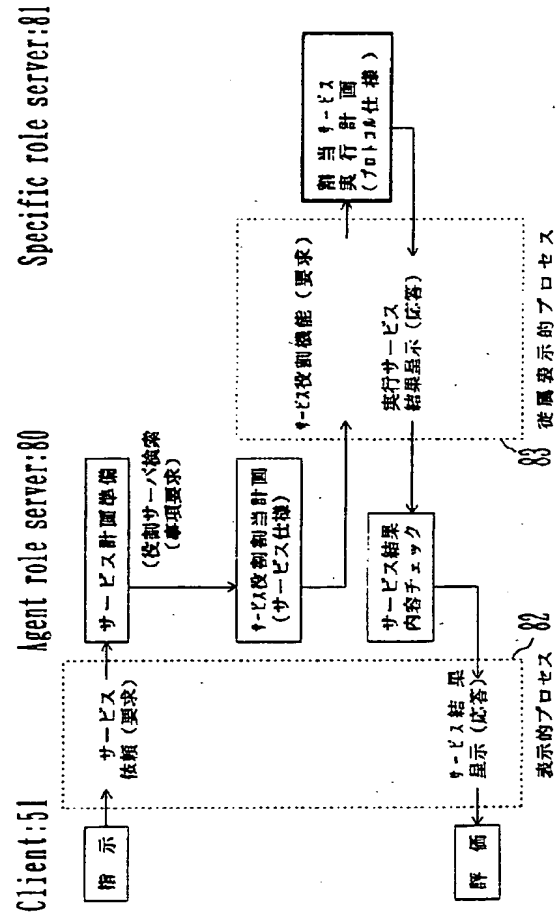 Client:51
Agent role server:80
Specific role server:81
指示
サービス
依頼(要求)
サービス計画準備
(役割サーバ検索
(事項要求)
サービス役割割当計画
(サービス仕様)
サービス役割機能(要求)
割当サービス
実行計画
(プロトコル仕様)
実行サービス
結果呈示(応答)
サービス結果
内容チェック
サービス結果
呈示(応答)
評価
82
表示的プロセス
83
従属表示的プロセス